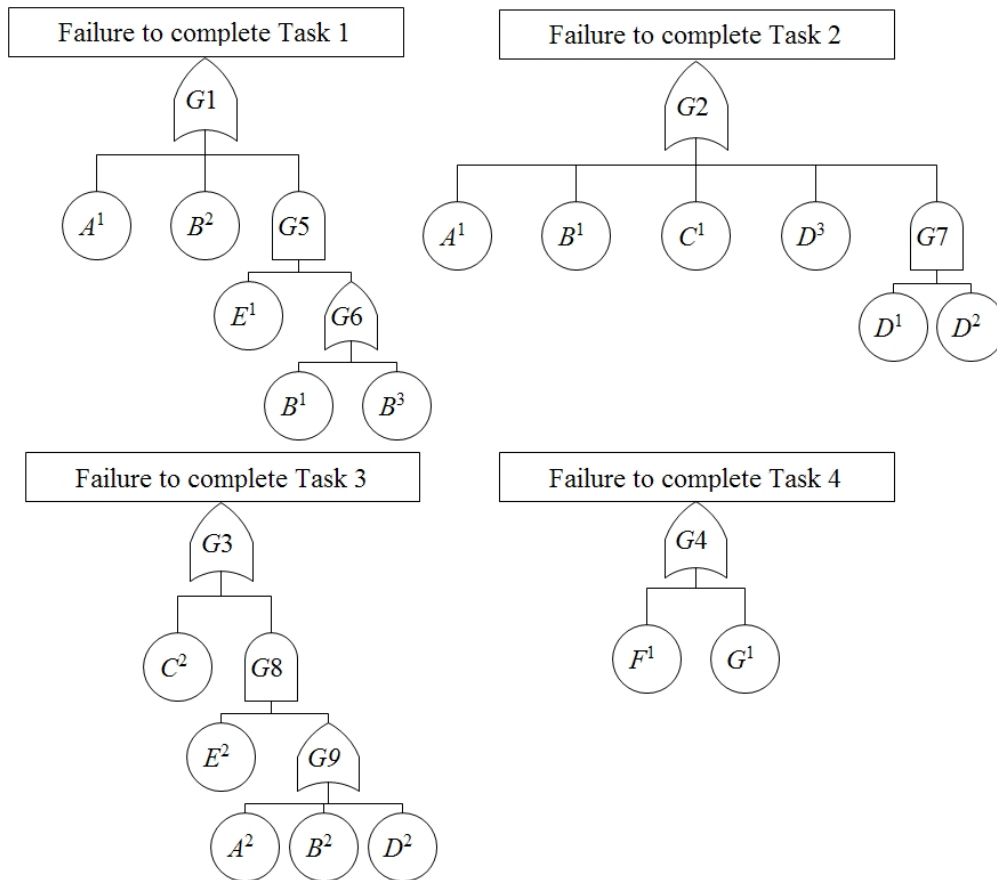 Failure to complete Task 1
G1
A¹ B² G5
E¹ G6
B¹ B³
Failure to complete Task 2
G2
A¹ B¹ C¹ D³ G7
D¹ D²
Failure to complete Task 3
G3
C² G8
E² G9
A² B² D²
Failure to complete Task 4
G4
F¹ G¹